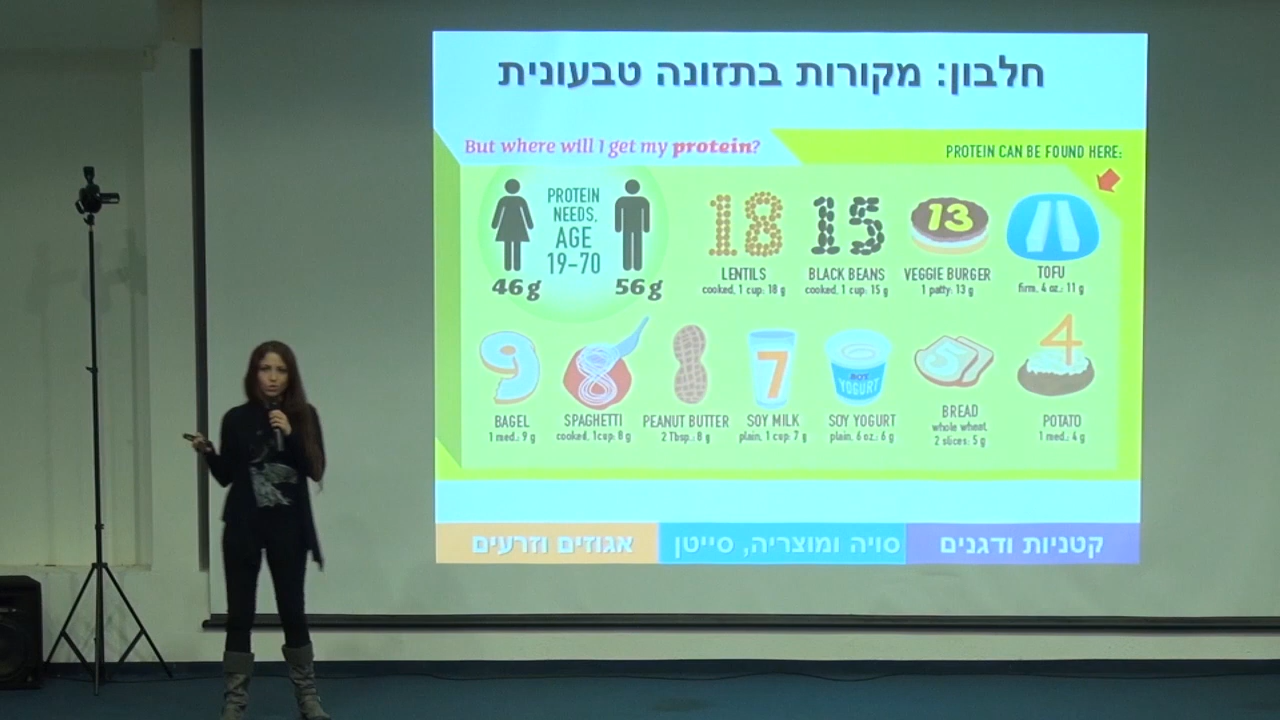 חלבון: מקורות בתזונה טבעונית
But where will I get my protein?
PROTEIN CAN BE FOUND HERE:
PROTEIN
NEEDS,
AGE
19-70
46 g
56 g
18
LENTILS
cooked, 1 cup: 18 g
15
BLACK BEANS
cooked, 1 cup: 15 g
13
VEGGIE BURGER
1 patty: 13 g
11
TOFU
firm, 4 oz.: 11 g
9
BAGEL
1 med.: 9 g
8
SPAGHETTI
cooked, 1cup: 8 g
8
PEANUT BUTTER
2 Tbsp.: 8 g
7
SOY MILK
plain, 1 cup: 7 g
YOGURT
SOY YOGURT
plain, 6 oz.: 6 g
5
BREAD
whole wheat,
2 slices: 5 g
4
POTATO
1 med.: 4 g
קטניות ודגנים
סויה ומוצריה, סייטן
אגוזים וזרעים